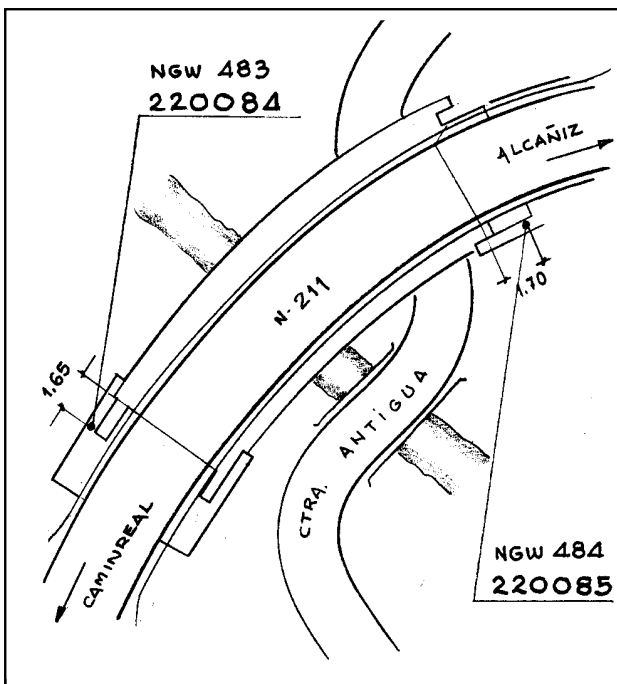 NGW 483
220084
ALCAÑIZ
1.70
N-211
1.65
CTRA. ANTIGUA
CAMINREAL
NGW 484
220085